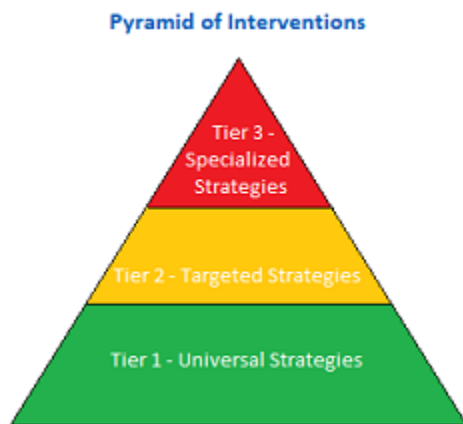 Pyramid of Interventions
Tier 3 -
Specialized
Strategies
Tier 2 - Targeted Strategies
Tier 1 - Universal Strategies